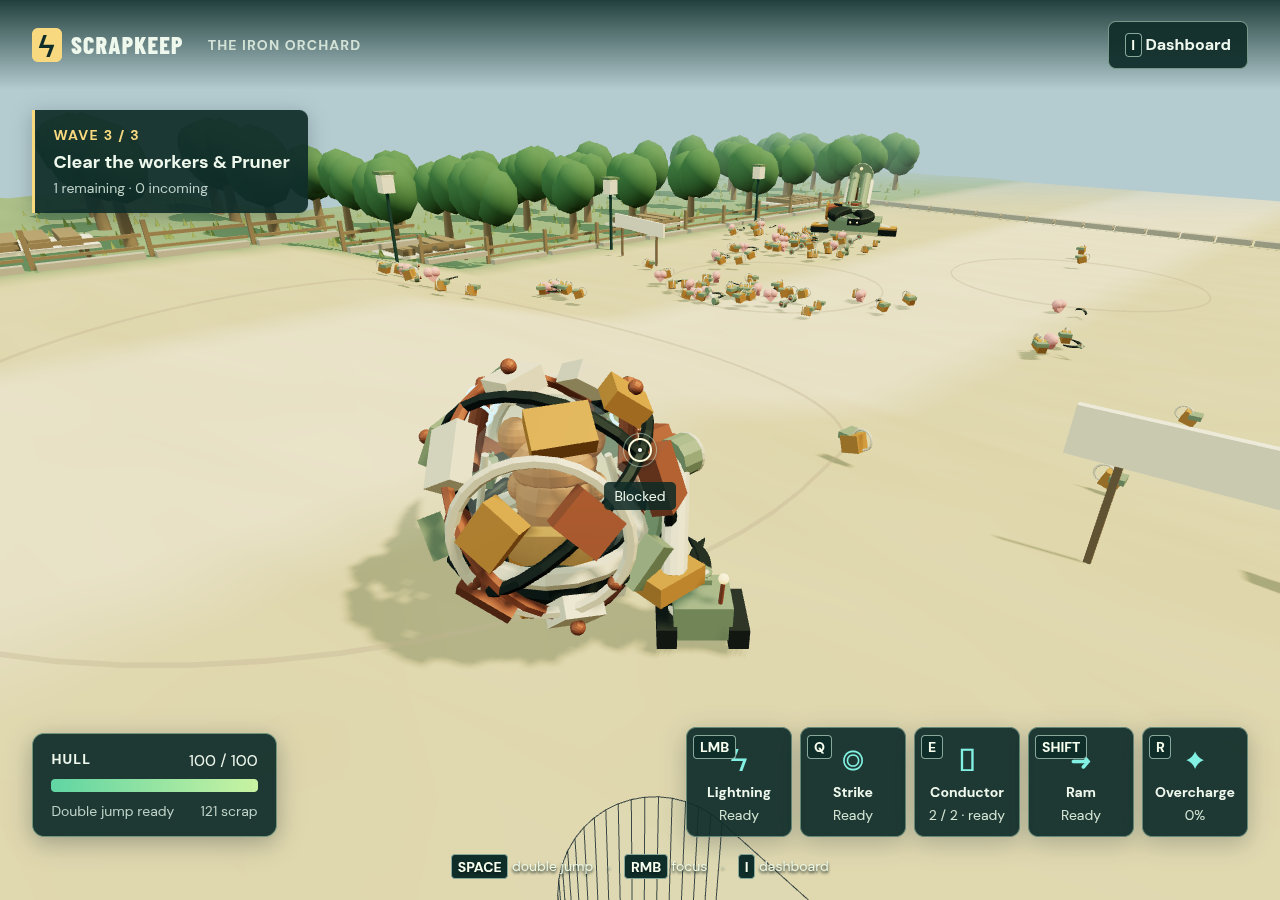 SCRAPKEEP
THE IRON ORCHARD
I Dashboard
WAVE 3 / 3
Clear the workers & Pruner
1 remaining · 0 incoming
Blocked
HULL
100 / 100
Double jump ready
121 scrap
LMB
Lightning
Ready
Q
Strike
Ready
E
Conductor
2 / 2 · ready
SHIFT
Ram
Ready
R
Overcharge
0%
SPACE double jump · RMB focus · I dashboard